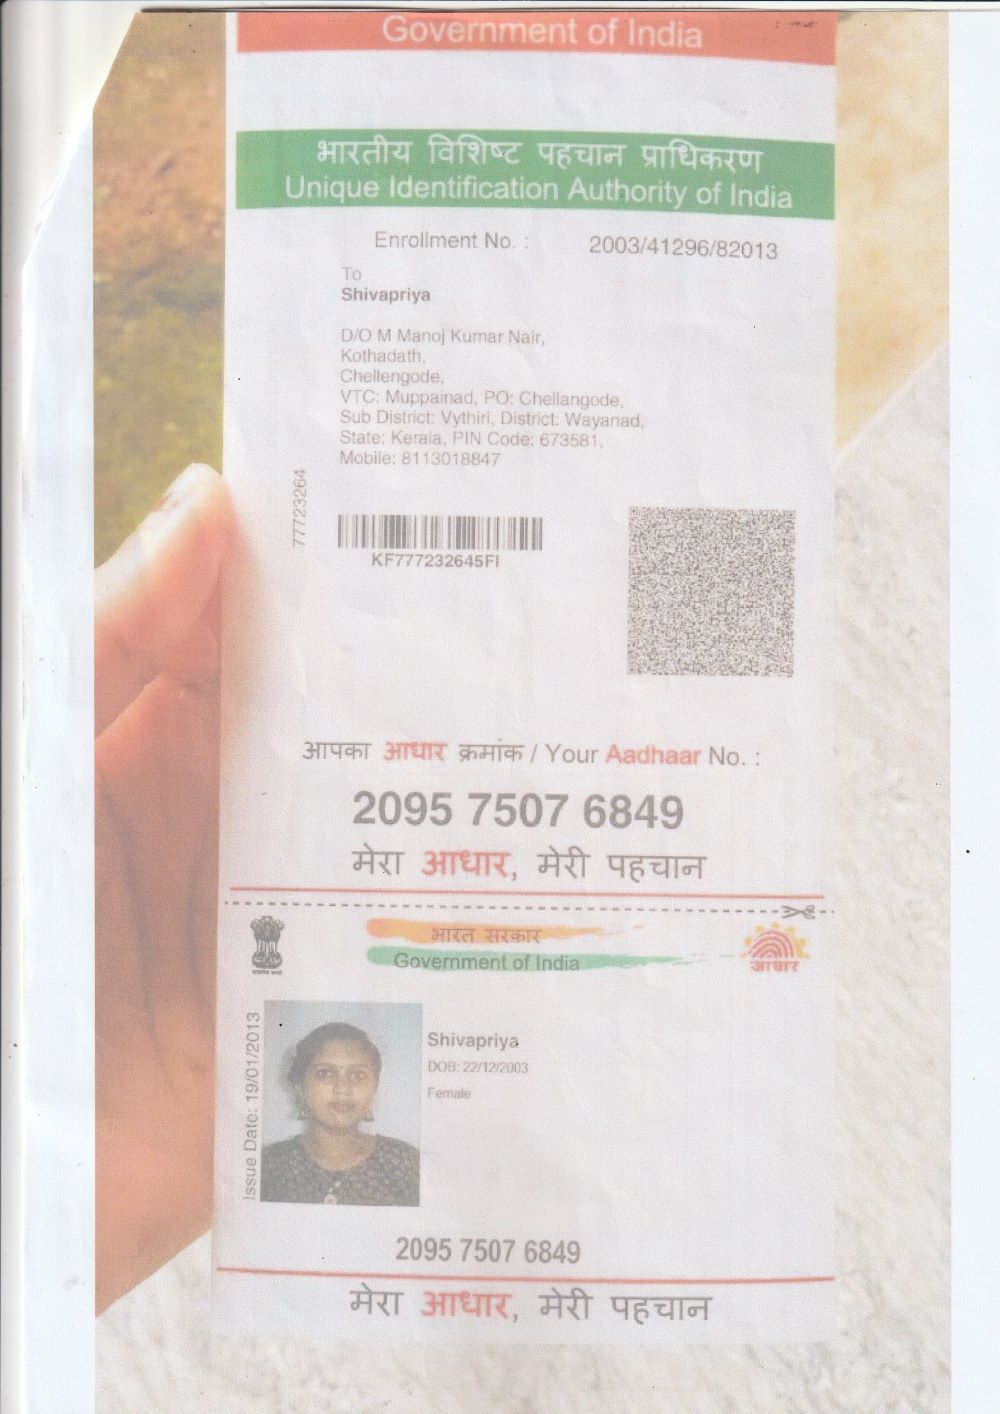 Government of India
भारतीय विशिष्ट पहचान प्राधिकरण
Unique Identification Authority of India
Enrollment No. : 2003/41296/82013
To
Shivapriya
D/O M Manoj Kumar Nair,
Kothadath,
Chellengode,
VTC: Muppainad, PO: Chellangode,
Sub District: Vythiri, District: Wayanad,
State: Kerala, PIN Code: 673581,
Mobile: 8113018847
77723264
KF777232645FI
आपका आधार क्रमांक / Your Aadhaar No. :
2095 7507 6849
मेरा आधार, मेरी पहचान
भारत सरकार
Government of India
आधार
Issue Date: 19/01/2013
Shivapriya
DOB: 22/12/2003
Female
2095 7507 6849
मेरा आधार, मेरी पहचान